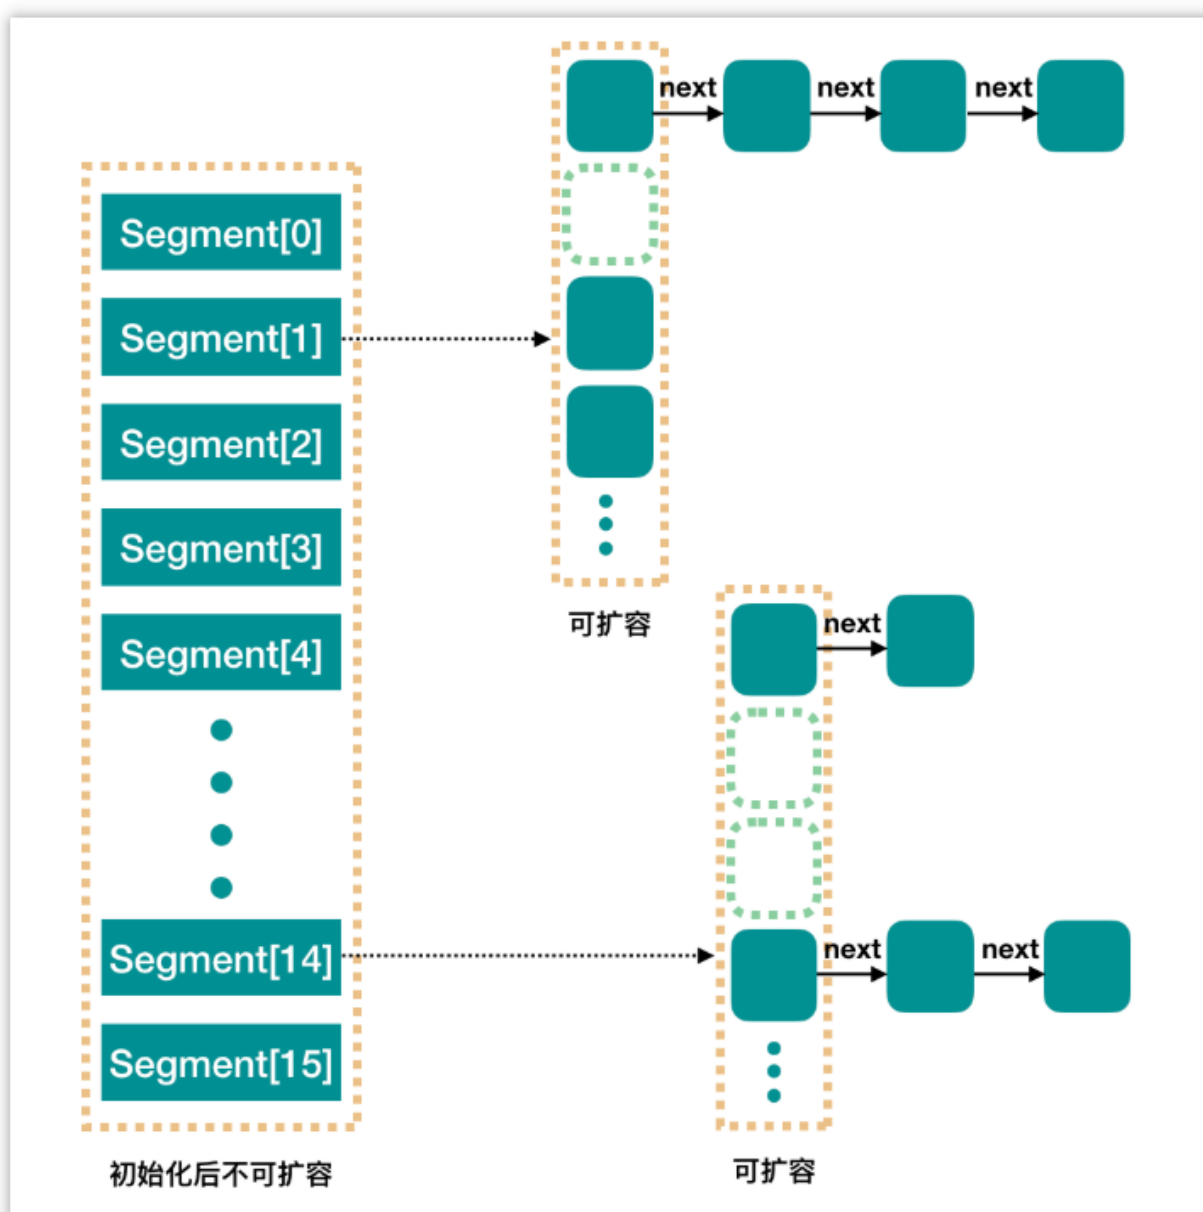 next next next
Segment[0]
Segment[1]
Segment[2]
Segment[3]
Segment[4]
可扩容
next
Segment[14]
next next
Segment[15]
初始化后不可扩容
可扩容